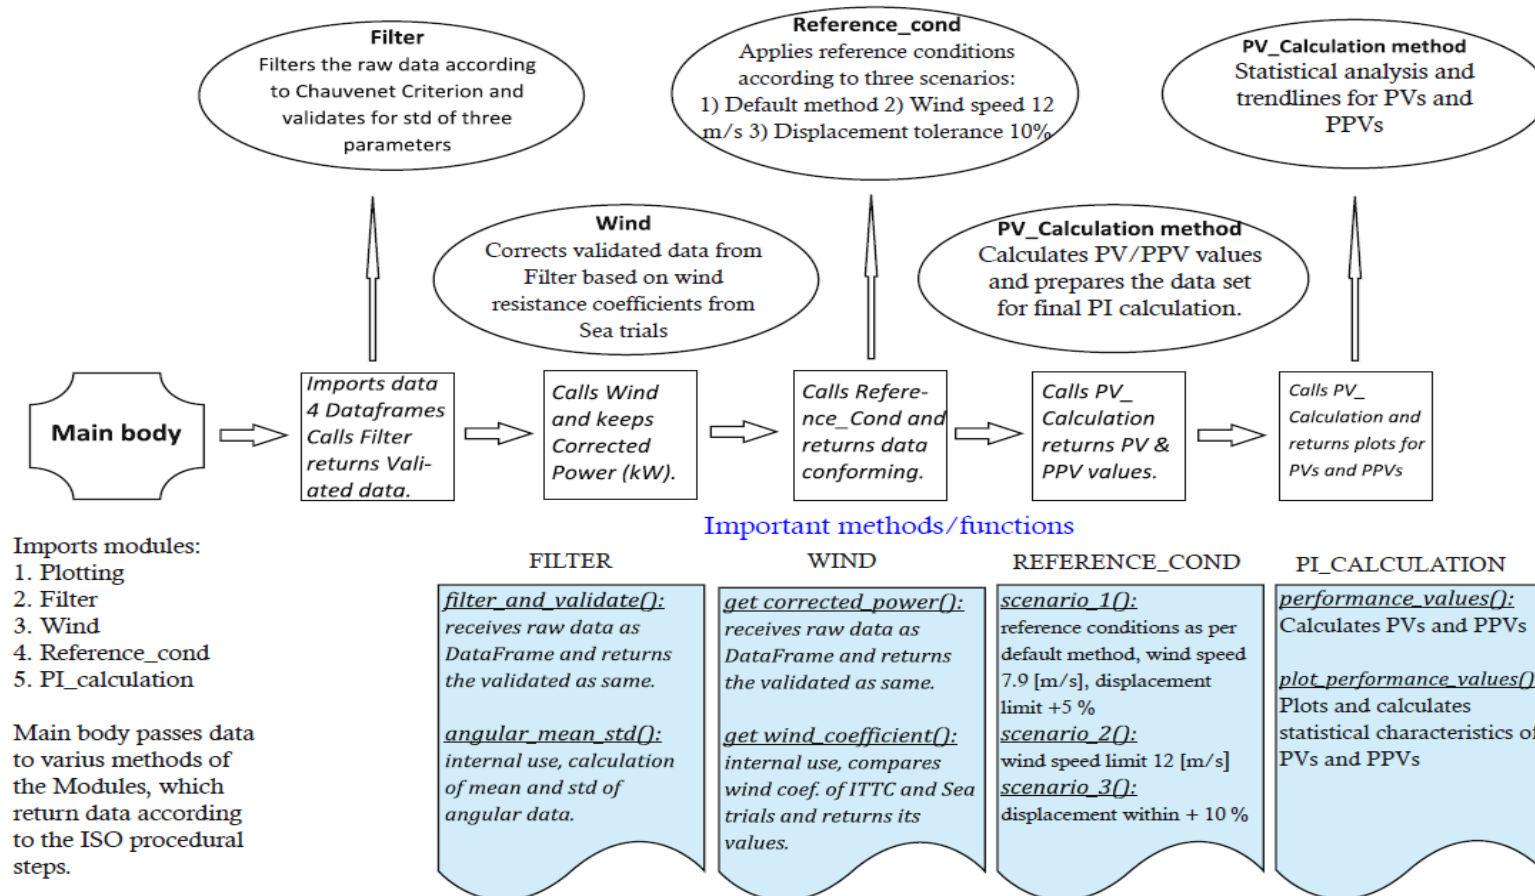 Filter
Filters the raw data according
to Chauvenet Criterion and
validates for std of three
parameters
Reference_cond
Applies reference conditions
according to three scenarios:
1) Default method 2) Wind speed 12
m/s 3) Displacement tolerance 10%
PV_Calculation method
Statistical analysis and
trendlines for PVs and
PPVs
Wind
Corrects validated data from
Filter based on wind
resistance coefficients from
Sea trials
PV_Calculation method
Calculates PV/PPV values
and prepares the data set
for final PI calculation.
Main body
Imports data
4 Dataframes
Calls Filter
returns Vali-
ated data.
Calls Wind
and keeps
Corrected
Power (kW).
Calls Refere-
nce_Cond and
returns data
conforming.
Calls PV_
Calculation
returns PV &
PPV values.
Calls PV_
Calculation and
returns plots for
PVs and PPVs
Imports modules:
1. Plotting
2. Filter
3. Wind
4. Reference_cond
5. PI_calculation
Main body passes data
to varius methods of
the Modules, which
return data according
to the ISO procedural
steps.
Important methods/functions
FILTER
filter_and_validate():
receives raw data as
DataFrame and returns
the validated as same.
angular_mean_std():
internal use, calculation
of mean and std of
angular data.
WIND
get corrected_power():
receives raw data as
DataFrame and returns
the validated as same.
get wind_coefficient():
internal use, compares
wind coef. of ITTC and Sea
trials and returns its
values.
REFERENCE_COND
scenario_1():
reference conditions as per
default method, wind speed
7.9 [m/s], displacement
limit +5 %
scenario_2():
wind speed limit 12 [m/s]
scenario_3():
displacement within + 10 %
PI_CALCULATION
performance_values():
Calculates PVs and PPVs
plot_performance_values()
Plots and calculates
statistical characteristics of
PVs and PPVs